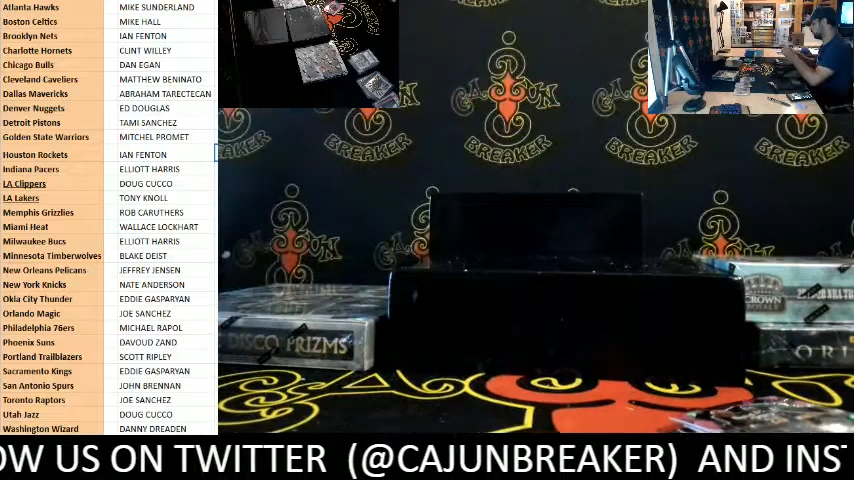 Atlanta Hawks MIKE SUNDERLAND
Boston Celtics MIKE HALL
Brooklyn Nets IAN FENTON
Charlotte Hornets CLINT WILLEY
Chicago Bulls DAN EGAN
Cleveland Cavaliers MATTHEW BENINATO
Dallas Mavericks ABRAHAM TARECTECAN
Denver Nuggets ED DOUGLAS
Detroit Pistons TAMI SANCHEZ
Golden State Warriors MITCHEL PROMET
Houston Rockets IAN FENTON
Indiana Pacers ELLIOTT HARRIS
LA Clippers DOUG CUCCO
LA Lakers TONY KNOLL
Memphis Grizzlies ROB CARUTHERS
Miami Heat WALLACE LOCKHART
Milwaukee Bucs ELLIOTT HARRIS
Minnesota Timberwolves BLAKE DEIST
New Orleans Pelicans JEFFREY JENSEN
New York Knicks NATE ANDERSON
Okla City Thunder EDDIE GASPARYAN
Orlando Magic JOE SANCHEZ
Philadelphia 76ers MICHAEL RAPOL
Phoenix Suns DAVOUD ZAND
Portland Trailblazers SCOTT RIPLEY
Sacramento Kings EDDIE GASPARYAN
San Antonio Spurs JOHN BRENNAN
Toronto Raptors JOE SANCHEZ
Utah Jazz DOUG CUCCO
Washington Wizard DANNY DREADEN
CAJUN
BREAKER
BREAKER
BREAKER
BREAKER
CROWN
DISCO PRIZMS
OW US ON TWITTER (@CAJUNBREAKER) AND INS